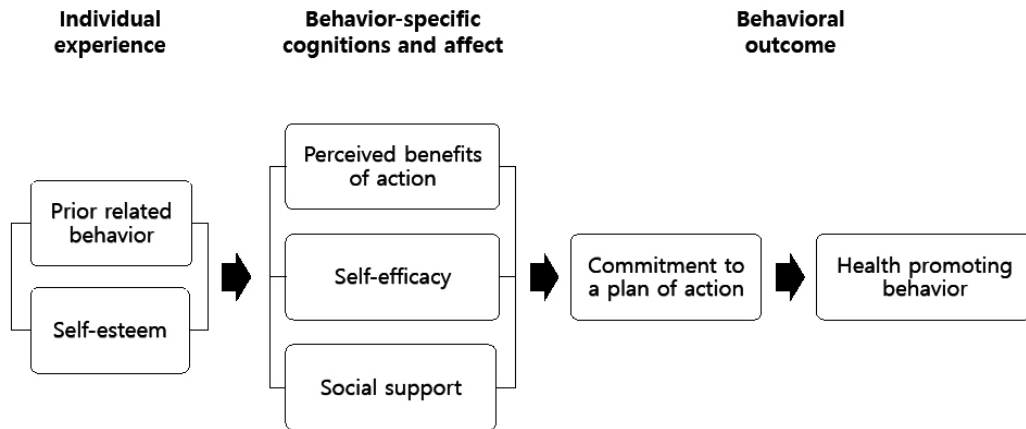 Individual
experience
Behavior-specific
cognitions and affect
Behavioral
outcome
Prior related
behavior
Self-esteem
Perceived benefits
of action
Self-efficacy
Social support
Commitment to
a plan of action
Health promoting
behavior